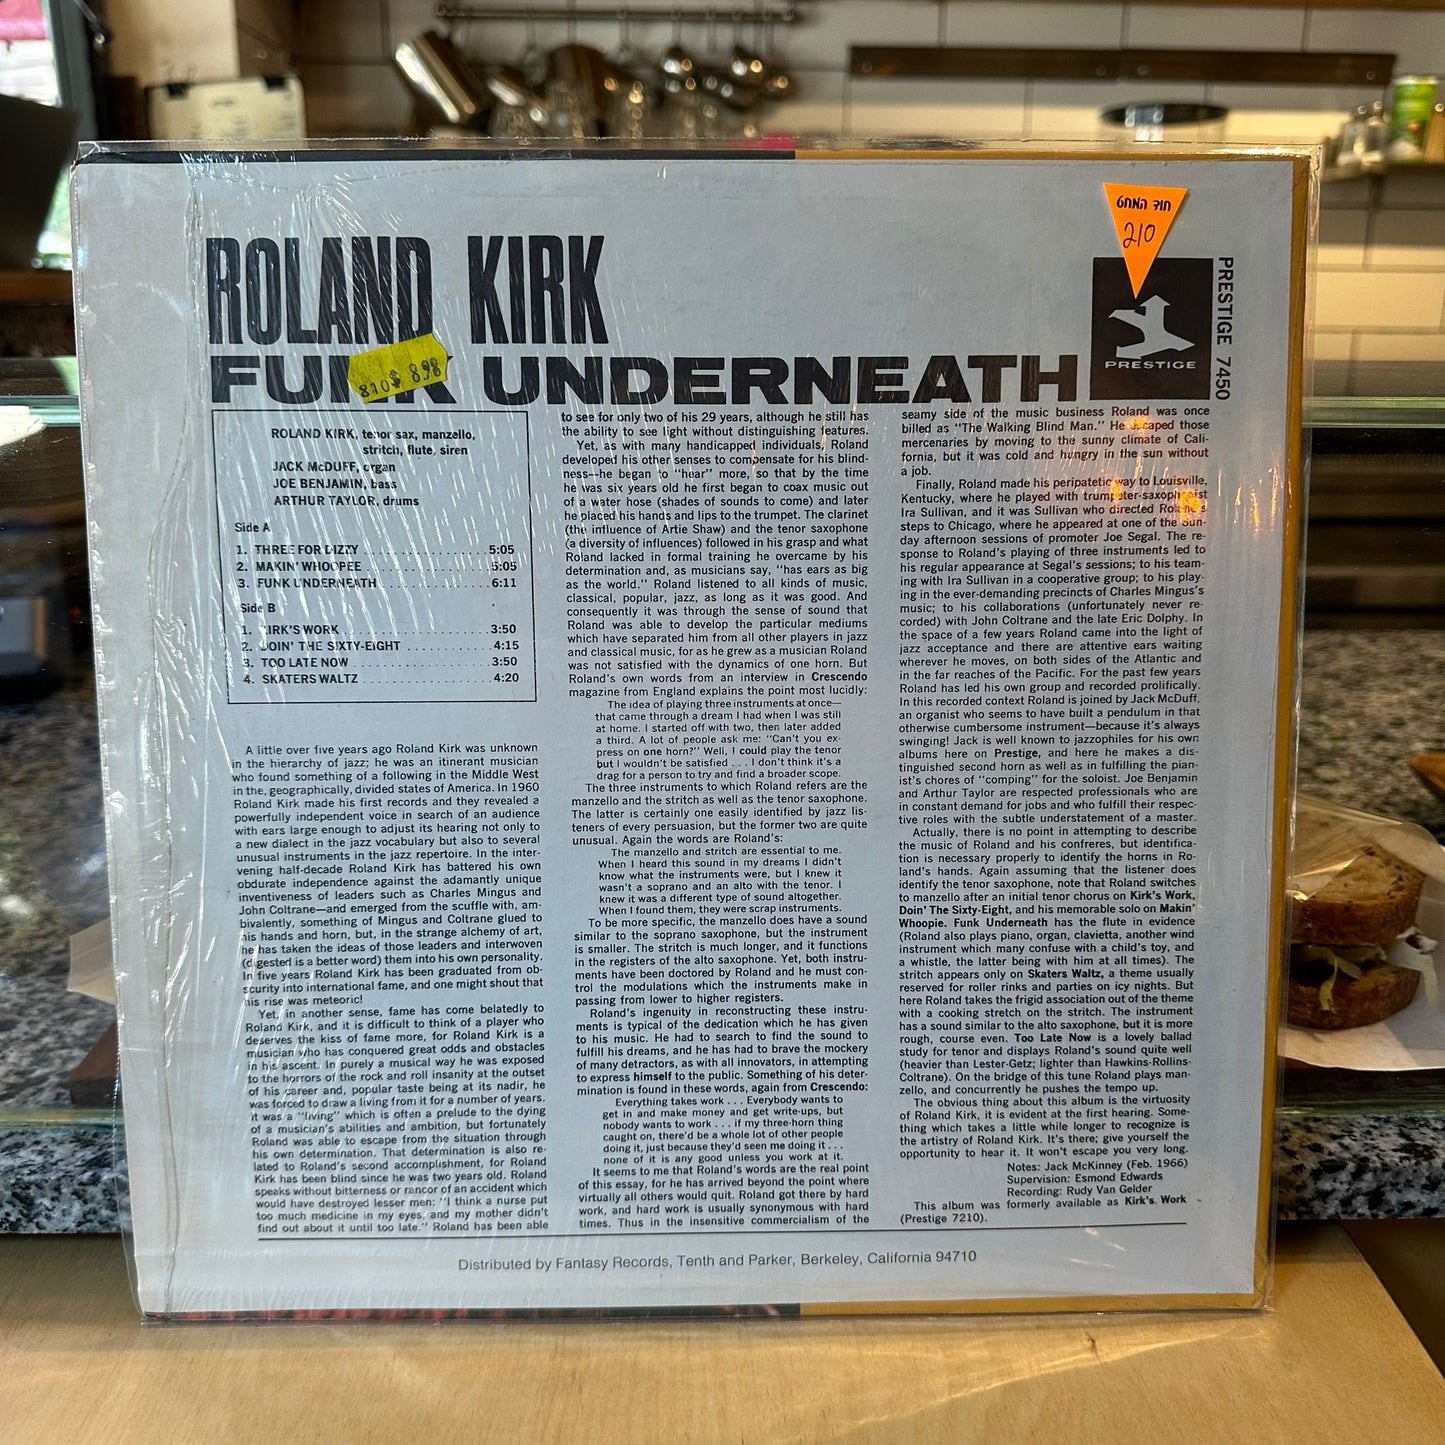 חוד המחט
210
ROLAND KIRK
810$ 8.98
FUNK UNDERNEATH
PRESTIGE
PRESTIGE 7450
ROLAND KIRK, tenor sax, manzello,
stritch, flute, siren
JACK McDUFF, organ
JOE BENJAMIN, bass
ARTHUR TAYLOR, drums
Side A
1. THREE FOR DIZZY 5:05
2. MAKIN' WHOOPEE 5:05
3. FUNK UNDERNEATH 6:11
Side B
1. KIRK'S WORK 3:50
2. DOIN' THE SIXTY-EIGHT 4:15
3. TOO LATE NOW 3:50
4. SKATERS WALTZ 4:20
A little over five years ago Roland Kirk was unknown
in the hierarchy of jazz; he was an itinerant musician
who found something of a following in the Middle West
in the, geographically, divided states of America. In 1960
Roland Kirk made his first records and they revealed a
powerfully independent voice in search of an audience
with ears large enough to adjust its hearing not only to
a new dialect in the jazz vocabulary but also to several
unusual instruments in the jazz repertoire. In the inter-
vening half-decade Roland Kirk has battered his own
obdurate independence against the adamantly unique
inventiveness of leaders such as Charles Mingus and
John Coltrane—and emerged from the scuffle with, am-
bivalently, something of Mingus and Coltrane glued to
his hands and horn, but, in the strange alchemy of art,
he has taken the ideas of those leaders and interwoven
(digested is a better word) them into his own personality.
In five years Roland Kirk has been graduated from ob-
scurity into international fame, and one might shout that
his rise was meteoric!
Yet, in another sense, fame has come belatedly to
Roland Kirk, and it is difficult to think of a player who
deserves the kiss of fame more, for Roland Kirk is a
musician who has conquered great odds and obstacles
in his ascent. In purely a musical way he was exposed
to the horrors of the rock and roll insanity at the outset
of his career and, popular taste being at its nadir, he
was forced to draw a living from it for a number of years.
It was a "living" which is often a prelude to the dying
of a musician's abilities and ambition, but fortunately
Roland was able to escape from the situation through
his own determination. That determination is also re-
lated to Roland's second accomplishment, for Roland
Kirk has been blind since he was two years old. Roland
speaks without bitterness or rancor of an accident which
would have destroyed lesser men: "I think a nurse put
too much medicine in my eyes, and my mother didn't
find out about it until too late." Roland has been able
to see for only two of his 29 years, although he still has
the ability to see light without distinguishing features.
Yet, as with many handicapped individuals, Roland
developed his other senses to compensate for his blind-
ness—he began to "hear" more, so that by the time
he was six years old he first began to coax music out
of a water hose (shades of sounds to come) and later
he placed his hands and lips to the trumpet. The clarinet
(the influence of Artie Shaw) and the tenor saxophone
(a diversity of influences) followed in his grasp and what
Roland lacked in formal training he overcame by his
determination and, as musicians say, "has ears as big
as the world." Roland listened to all kinds of music,
classical, popular, jazz, as long as it was good. And
consequently it was through the sense of sound that
Roland was able to develop the particular mediums
which have separated him from all other players in jazz
and classical music, for as he grew as a musician Roland
was not satisfied with the dynamics of one horn. But
Roland's own words from an interview in Crescendo
magazine from England explains the point most lucidly:
The idea of playing three instruments at once—
that came through a dream I had when I was still
at home. I started off with two, then later added
a third. A lot of people ask me: "Can't you ex-
press on one horn?" Well, I could play the tenor
but I wouldn't be satisfied . . . I don't think it's a
drag for a person to try and find a broader scope.
The three instruments to which Roland refers are the
manzello and the stritch as well as the tenor saxophone.
The latter is certainly one easily identified by jazz lis-
teners of every persuasion, but the former two are quite
unusual. Again the words are Roland's:
The manzello and stritch are essential to me.
When I heard this sound in my dreams I didn't
know what the instruments were, but I knew it
wasn't a soprano and an alto with the tenor. I
knew it was a different type of sound altogether.
When I found them, they were scrap instruments.
To be more specific, the manzello does have a sound
similar to the soprano saxophone, but the instrument
is smaller. The stritch is much longer, and it functions
in the registers of the alto saxophone. Yet, both instru-
ments have been doctored by Roland and he must con-
trol the modulations which the instruments make in
passing from lower to higher registers.
Roland's ingenuity in reconstructing these instru-
ments is typical of the dedication which he has given
to his music. He had to search to find the sound to
fulfill his dreams, and he has had to brave the mockery
of many detractors, as with all innovators, in attempting
to express himself to the public. Something of his deter-
mination is found in these words, again from Crescendo:
Everything takes work . . . Everybody wants to
get in and make money and get write-ups, but
nobody wants to work . . . if my three-horn thing
caught on, there'd be a whole lot of other people
doing it, just because they'd seen me doing it . . .
none of it is any good unless you work at it.
It seems to me that Roland's words are the real point
of this essay, for he has arrived beyond the point where
virtually all others would quit. Roland got there by hard
work, and hard work is usually synonymous with hard
times. Thus in the insensitive commercialism of the
seamy side of the music business Roland was once
billed as "The Walking Blind Man." He escaped those
mercenaries by moving to the sunny climate of Cali-
fornia, but it was cold and hungry in the sun without
a job.
Finally, Roland made his peripatetic way to Louisville,
Kentucky, where he played with trumpeter-saxophonist
Ira Sullivan, and it was Sullivan who directed Roland's
steps to Chicago, where he appeared at one of the Sun-
day afternoon sessions of promoter Joe Segal. The re-
sponse to Roland's playing of three instruments led to
his regular appearance at Segal's sessions; to his team-
ing with Ira Sullivan in a cooperative group; to his play-
ing in the ever-demanding precincts of Charles Mingus's
music; to his collaborations (unfortunately never re-
corded) with John Coltrane and the late Eric Dolphy. In
the space of a few years Roland came into the light of
jazz acceptance and there are attentive ears waiting
wherever he moves, on both sides of the Atlantic and
in the far reaches of the Pacific. For the past few years
Roland has led his own group and recorded prolifically.
In this recorded context Roland is joined by Jack McDuff,
an organist who seems to have built a pendulum in that
otherwise cumbersome instrument—because it's always
swinging! Jack is well known to jazzophiles for his own
albums here on Prestige, and here he makes a dis-
tinguished second horn as well as in fulfilling the pian-
ist's chores of "comping" for the soloist. Joe Benjamin
and Arthur Taylor are respected professionals who are
in constant demand for jobs and who fulfill their respec-
tive roles with the subtle understatement of a master.
Actually, there is no point in attempting to describe
the music of Roland and his confreres, but identifica-
tion is necessary properly to identify the horns in Ro-
land's hands. Again assuming that the listener does
identify the tenor saxophone, note that Roland switches
to manzello after an initial tenor chorus on Kirk's Work,
Doin' The Sixty-Eight, and his memorable solo on Makin'
Whoopie. Funk Underneath has the flute in evidence
(Roland also plays piano, organ, clavietta, another wind
instrument which many confuse with a child's toy, and
a whistle, the latter being with him at all times). The
stritch appears only on Skaters Waltz, a theme usually
reserved for roller rinks and parties on icy nights. But
here Roland takes the frigid association out of the theme
with a cooking stretch on the stritch. The instrument
has a sound similar to the alto saxophone, but it is more
rough, course even. Too Late Now is a lovely ballad
study for tenor and displays Roland's sound quite well
(heavier than Lester-Getz; lighter than Hawkins-Rollins-
Coltrane). On the bridge of this tune Roland plays man-
zello, and concurrently he pushes the tempo up.
The obvious thing about this album is the virtuosity
of Roland Kirk, it is evident at the first hearing. Some-
thing which takes a little while longer to recognize is
the artistry of Roland Kirk. It's there; give yourself the
opportunity to hear it. It won't escape you very long.
Notes: Jack McKinney (Feb. 1966)
Supervision: Esmond Edwards
Recording: Rudy Van Gelder
This album was formerly available as Kirk's Work
(Prestige 7210).
Distributed by Fantasy Records, Tenth and Parker, Berkeley, California 94710